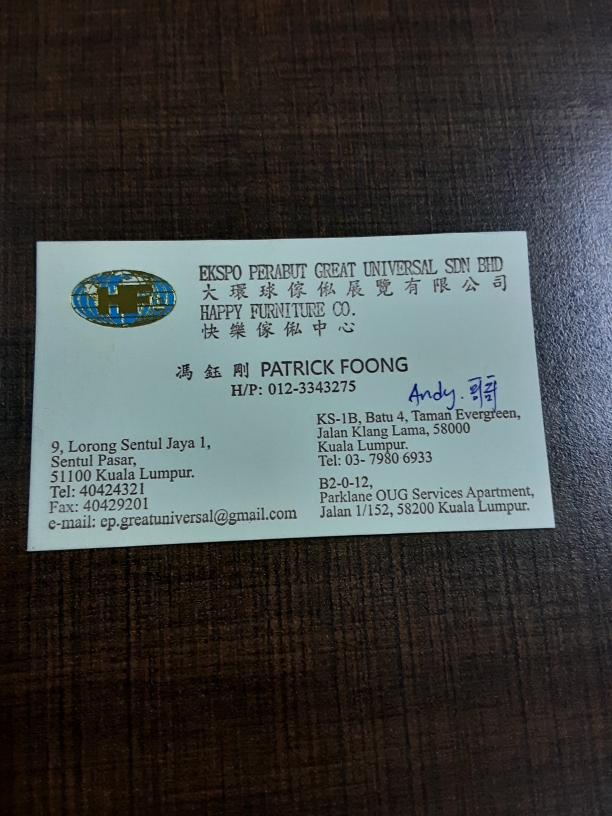 HF
EKSPO PERABUT GREAT UNIVERSAL SDN BHD
大環球傢俬展覽有限公司
HAPPY FURNITURE CO.
快樂傢俬中心
馮鈺剛 PATRICK FOONG
H/P: 012-3343275
Andy.哥哥
9, Lorong Sentul Jaya 1,
Sentul Pasar,
51100 Kuala Lumpur.
Tel: 40424321
Fax: 40429201
e-mail: ep.greatuniversal@gmail.com
KS-1B, Batu 4, Taman Evergreen,
Jalan Klang Lama, 58000
Kuala Lumpur.
Tel: 03- 7980 6933
B2-0-12,
Parklane OUG Services Apartment,
Jalan 1/152, 58200 Kuala Lumpur.